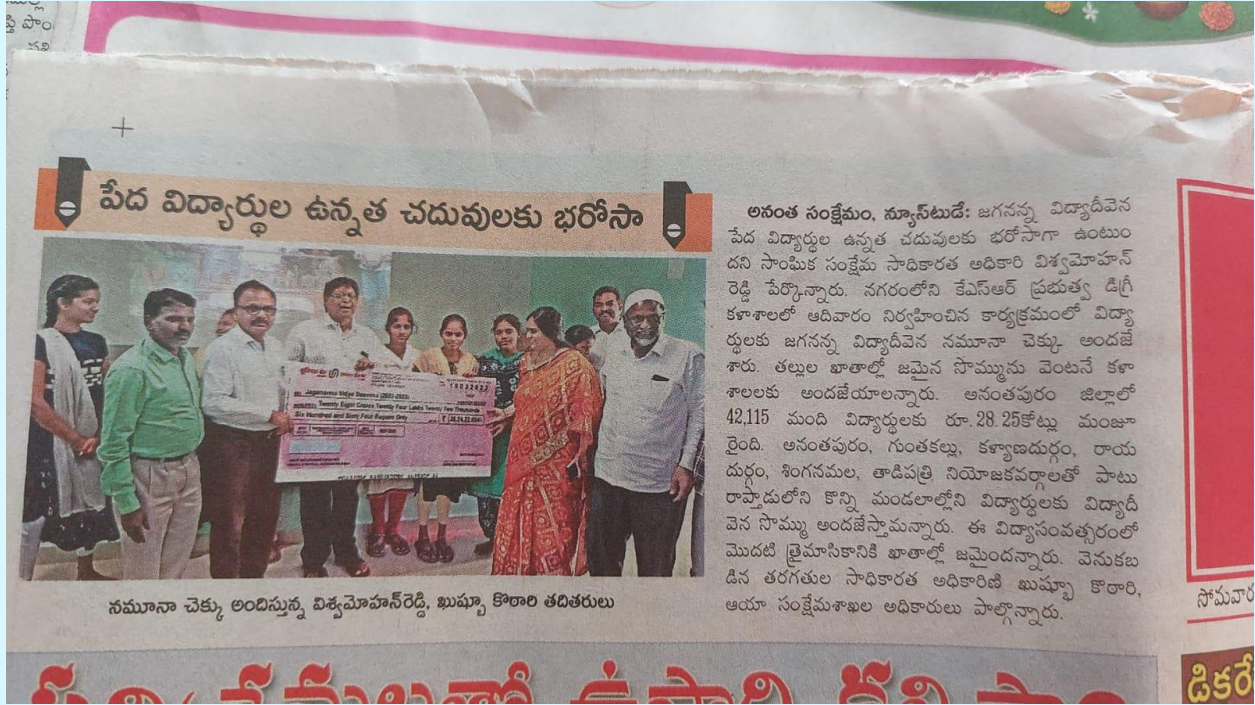 పేద విద్యార్థుల ఉన్నత చదువులకు భరోసా
Jagananna Vidya Deevena (2021-2022)
Twenty Eight Crores Twenty Four Lakhs Twenty Two Thousands
Six Hundred and Sixty Four Rupees Only
నమూనా చెక్కు అందిస్తున్న విశ్వమోహన్‌రెడ్డి, ఖుష్బూ కొఠారి తదితరులు
అనంత సంక్షేమం, న్యూస్‌టుడే: జగనన్న విద్యాదీవెన
పేద విద్యార్థుల ఉన్నత చదువులకు భరోసాగా ఉంటుం
దని సాంఘిక సంక్షేమ సాధికారత అధికారి విశ్వమోహన్
రెడ్డి పేర్కొన్నారు. నగరంలోని కేఎస్ఆర్ ప్రభుత్వ డిగ్రీ
కళాశాలలో ఆదివారం నిర్వహించిన కార్యక్రమంలో విద్యా
ర్థులకు జగనన్న విద్యాదీవెన నమూనా చెక్కు అందజే
శారు. తల్లుల ఖాతాల్లో జమైన సొమ్మును వెంటనే కళా
శాలలకు అందజేయాలన్నారు. అనంతపురం జిల్లాలో
42,115 మంది విద్యార్థులకు రూ.28.25కోట్లు మంజూ
రైంది. అనంతపురం, గుంతకల్లు, కళ్యాణదుర్గం, రాయ
దుర్గం, శింగనమల, తాడిపత్రి నియోజకవర్గాలతో పాటు
రాప్తాడులోని కొన్ని మండలాల్లోని విద్యార్థులకు విద్యాదీ
వెన సొమ్ము అందజేస్తామన్నారు. ఈ విద్యాసంవత్సరంలో
మొదటి త్రైమాసికానికి ఖాతాల్లో జమైందన్నారు. వెనుకబ
డిన తరగతుల సాధికారత అధికారిణి ఖుష్బూ కొఠారి,
ఆయా సంక్షేమశాఖల అధికారులు పాల్గొన్నారు.
సోమవార
డికరే